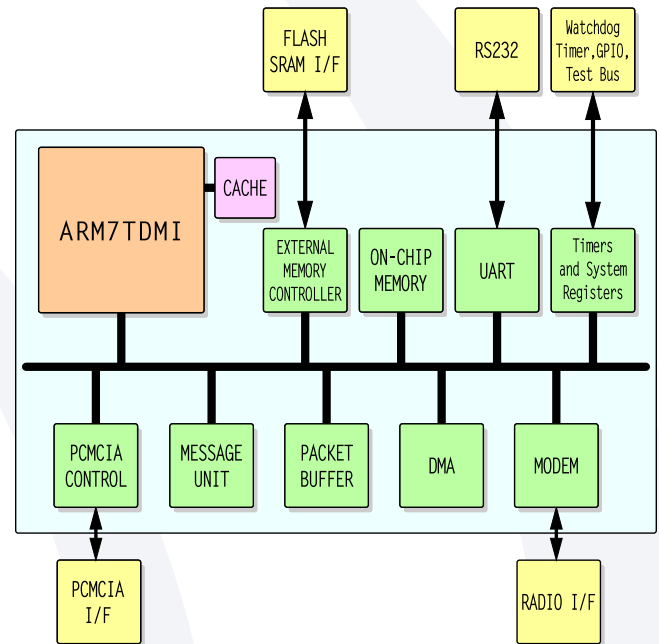 FLASH
SRAM I/F
RS232
Watchdog
Timer,GPIO,
Test Bus
ARM7TDMI
CACHE
EXTERNAL
MEMORY
CONTROLLER
ON-CHIP
MEMORY
UART
Timers
and System
Registers
PCMCIA
CONTROL
MESSAGE
UNIT
PACKET
BUFFER
DMA
MODEM
PCMCIA
I/F
RADIO I/F